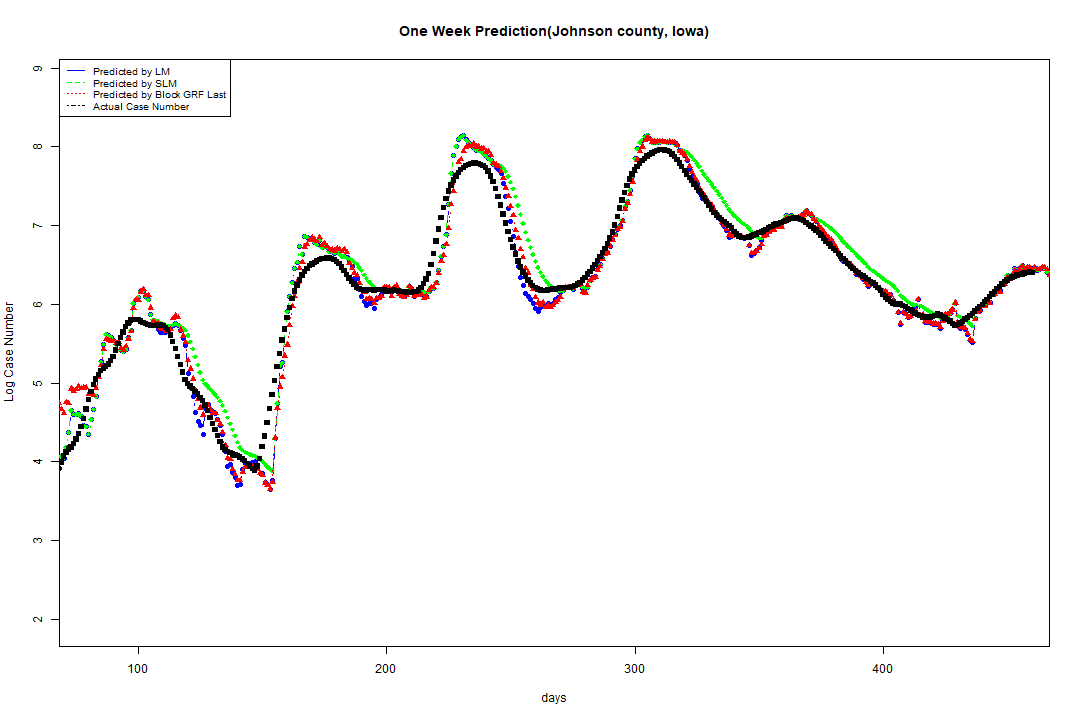 One Week Prediction(Johnson county, Iowa)
Predicted by LM
Predicted by SLM
Predicted by Block GRF Last
Actual Case Number
9
8
7
6
5
4
3
2
Log Case Number
100 200 300 400
days